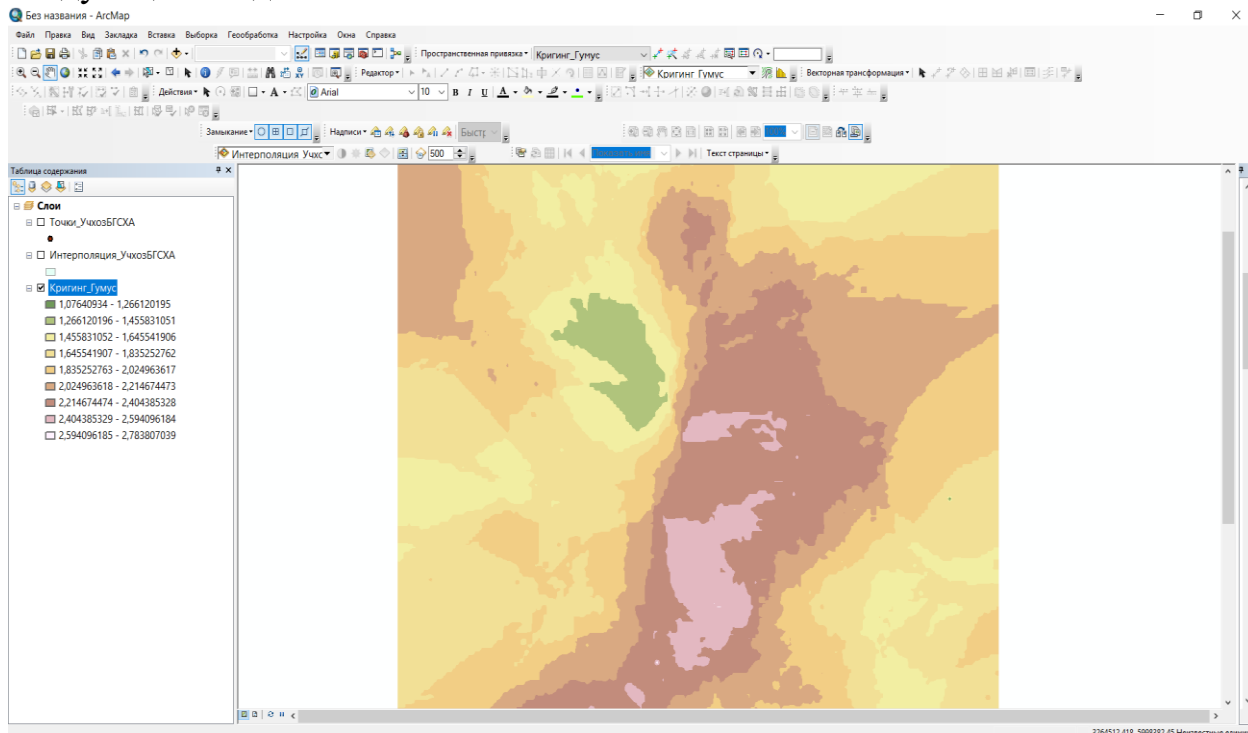 Без названия - ArcMap
Файл Правка Вид Закладка Вставка Выборка Геообработка Настройка Окна Справка
Пространственная привязка Кригинг_Гумус
Редактор Кригинг_Гумус Векторная трансформация
Действия A Arial 10 B I U A
Замыкание Надписи Быстр
Интерполяция Учхс 500 Текст страницы
Таблица содержания
Слои
Точки_УчхозБГСХА
Интерполяция_УчхозБГСХА
Кригинг_Гумус
1,07640934 - 1,266120195
1,266120196 - 1,455831051
1,455831052 - 1,645541906
1,645541907 - 1,835252762
1,835252763 - 2,024963617
2,024963618 - 2,214674473
2,214674474 - 2,404385328
2,404385329 - 2,594096184
2,594096185 - 2,783807039